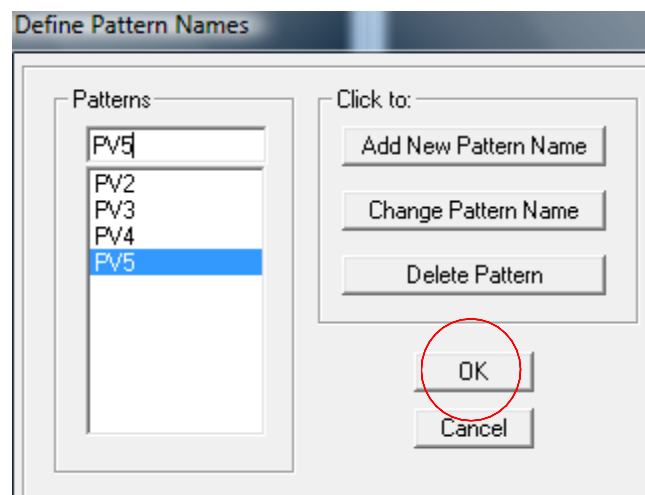 Define Pattern Names
Patterns
PV5
PV2
PV3
PV4
PV5
Click to:
Add New Pattern Name
Change Pattern Name
Delete Pattern
OK
Cancel